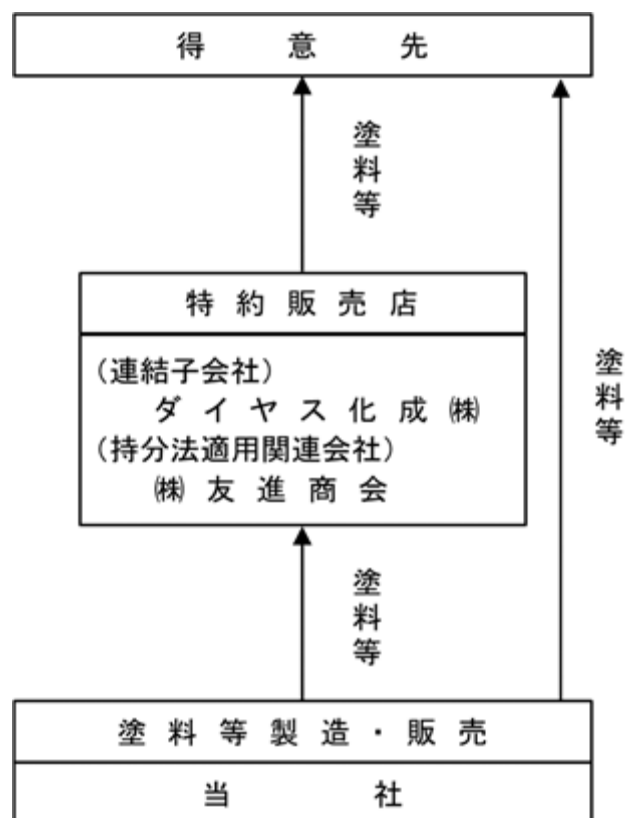 得意先
塗料等
特約販売店
(連結子会社)
ダイヤス化成㈱
(持分法適用関連会社)
㈱友進商会
塗料等
塗料等
塗料等製造・販売
当社